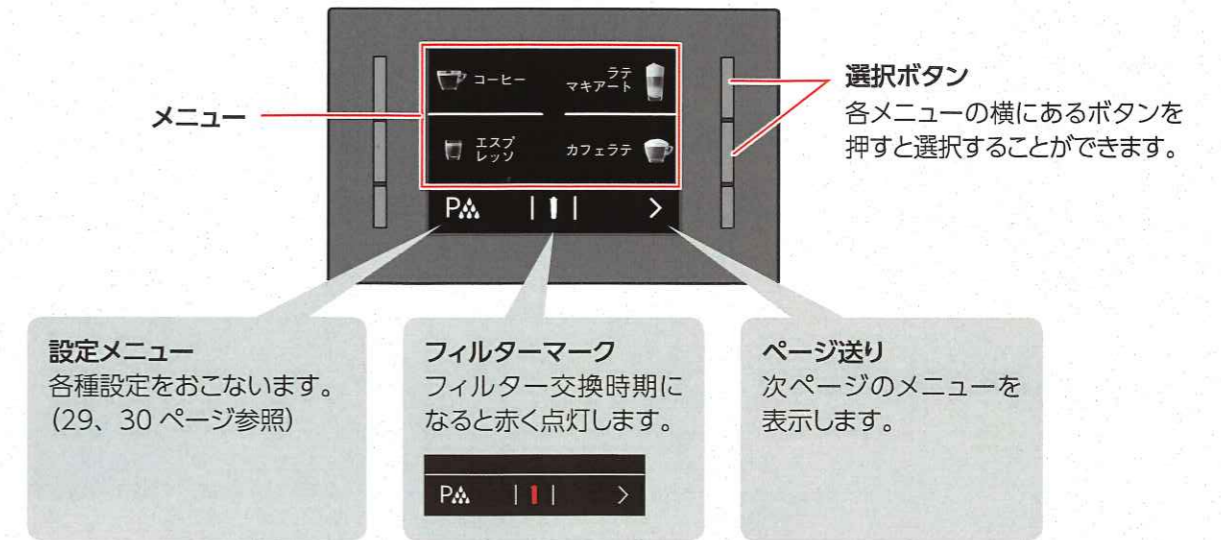 メニュー
コーヒー
ラテ
マキアート
エスプ
レッソ
カフェラテ
P
>
選択ボタン
各メニューの横にあるボタンを
押すと選択することができます。
設定メニュー
各種設定をおこないます。
(29、30 ページ参照)
フィルターマーク
フィルター交換時期に
なると赤く点灯します。
P
>
ページ送り
次ページのメニューを
表示します。